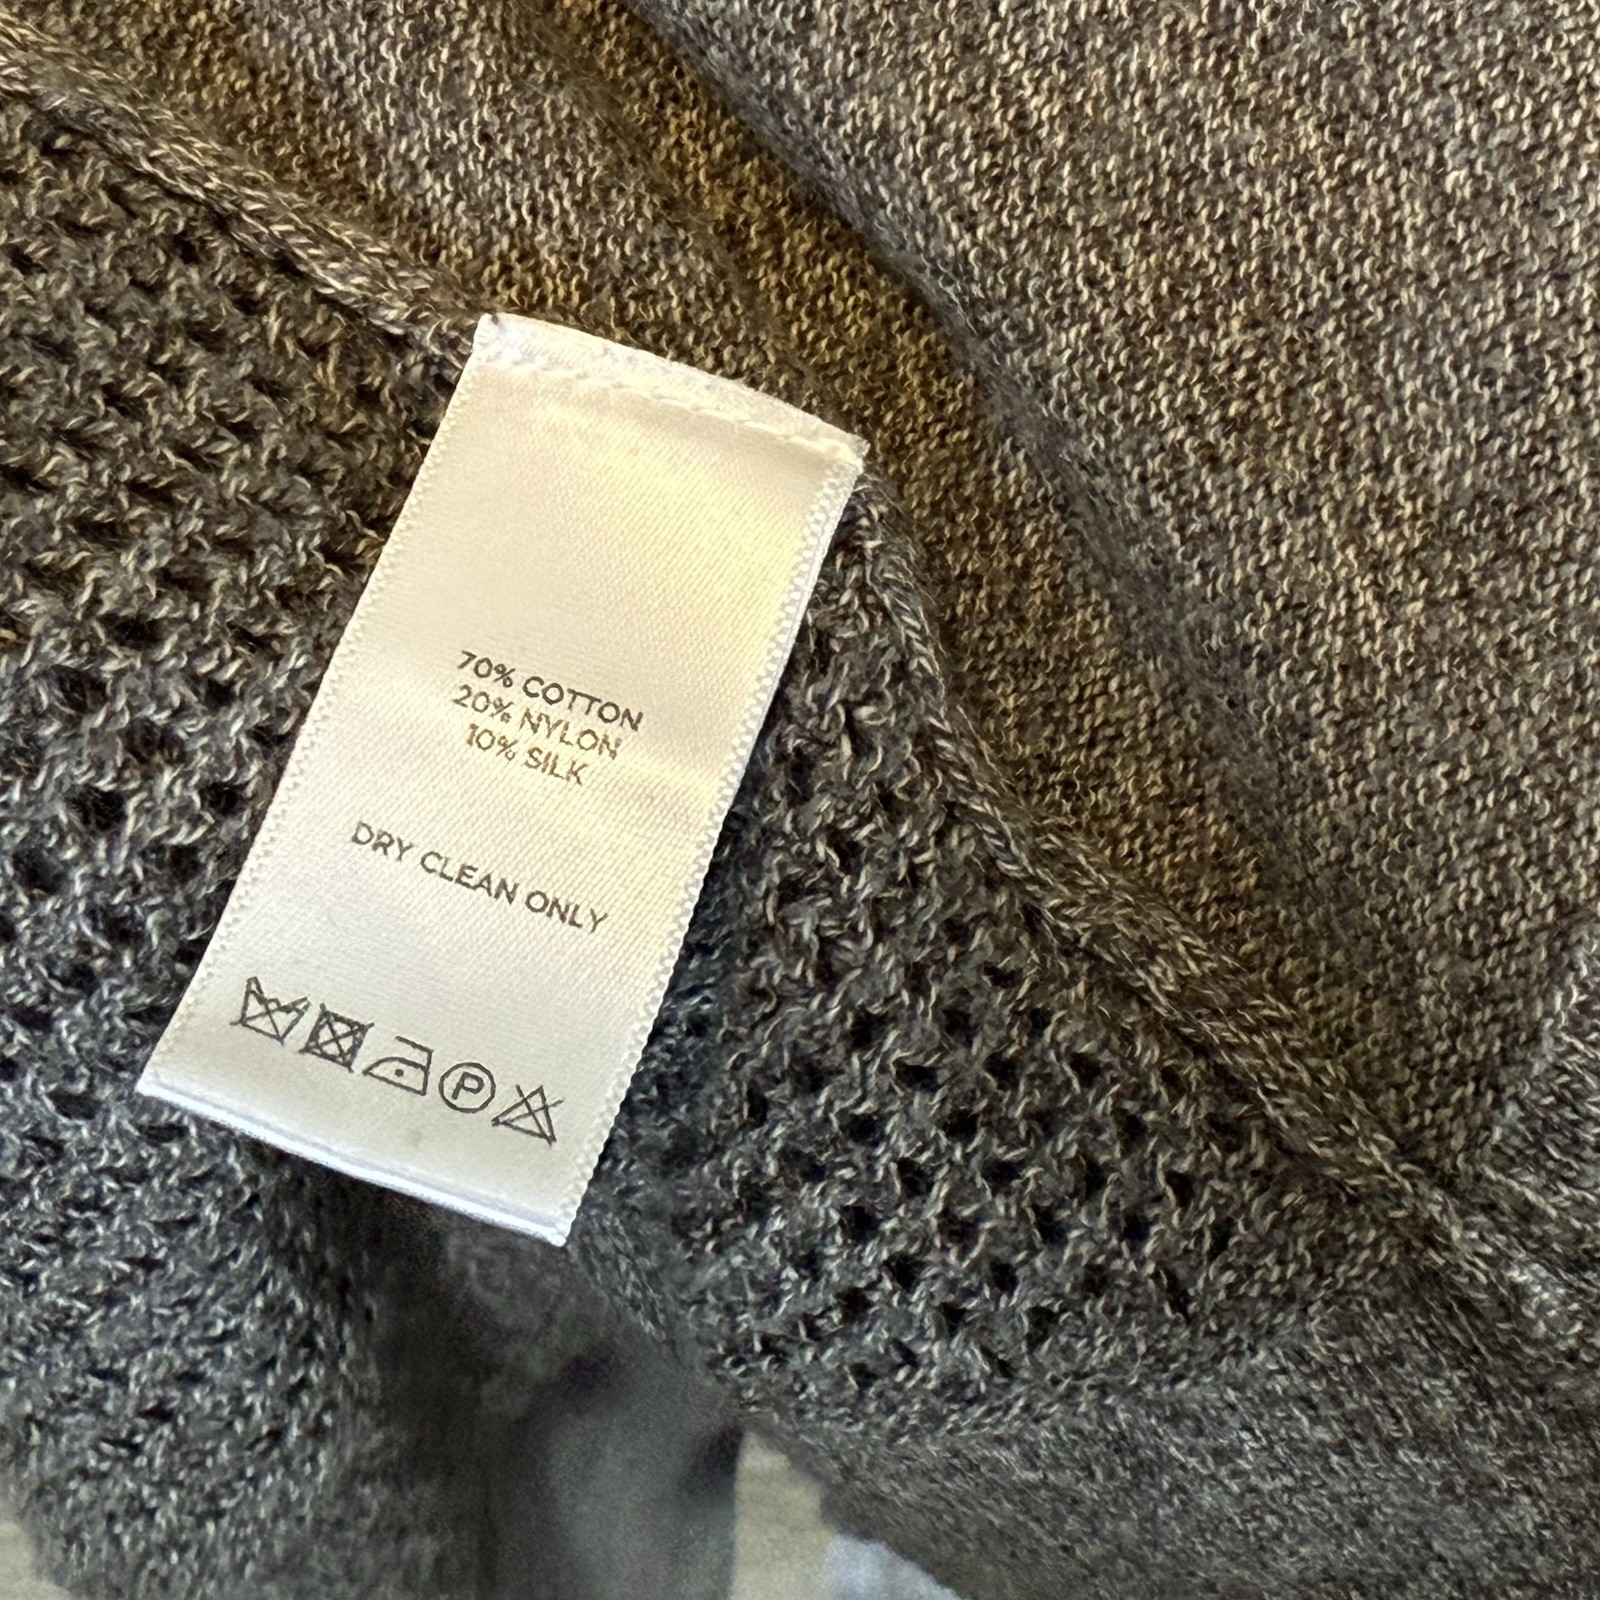 70% COTTON
20% NYLON
10% SILK
DRY CLEAN ONLY
P